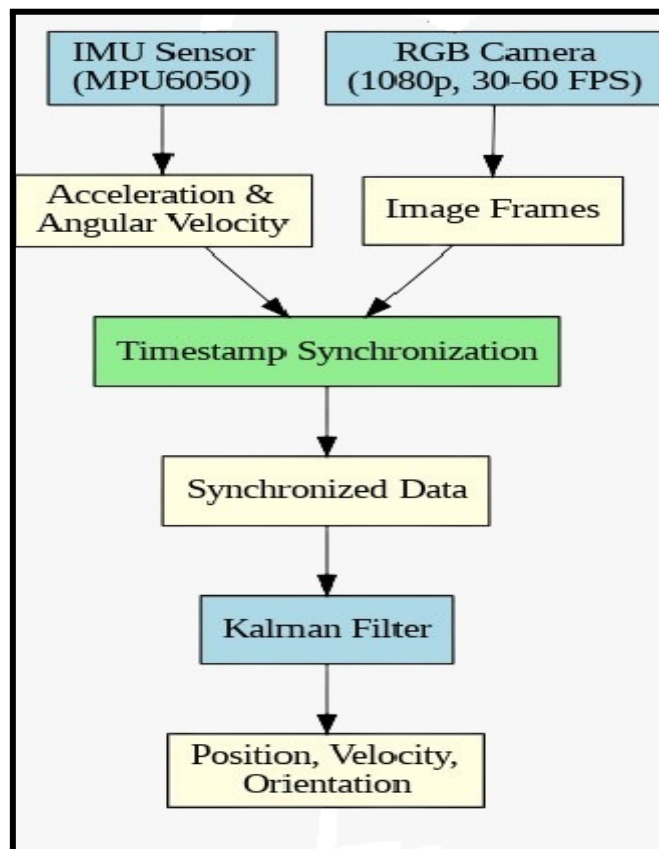 IMU Sensor
(MPU6050)
RGB Camera
(1080p, 30-60 FPS)
Acceleration &
Angular Velocity
Image Frames
Timestamp Synchronization
Synchronized Data
Kalman Filter
Position, Velocity,
Orientation